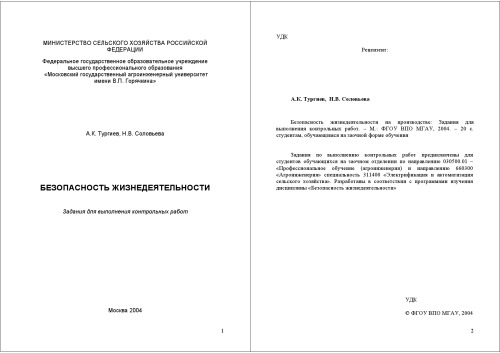 МИНИСТЕРСТВО СЕЛЬСКОГО ХОЗЯЙСТВА РОССИЙСКОЙ
ФЕДЕРАЦИИ
Федеральное государственное образовательное учреждение
высшего профессионального образования
«Московский государственный агроинженерный университет
имени В.П. Горячкина»
А.К. Тургиев, Н.В. Соловьева
БЕЗОПАСНОСТЬ ЖИЗНЕДЕЯТЕЛЬНОСТИ
Задания для выполнения контрольных работ
Москва 2004
1
УДК
Рецензент:
А.К. Тургиев, Н.В. Соловьева
Безопасность жизнедеятельности на производстве: Задания для
выполнения контрольных работ. – М.: ФГОУ ВПО МГАУ, 2004. – 20 с.
студентам, обучающихся на заочной форме обучения
Задания по выполнению контрольных работ предназначены для
студентов обучающихся на заочном отделении по направлению 030500.01 –
«Профессиональное обучение (агроинженерия) и направлению 660300
«Агроинженерия» специальность 311400 «Электрификация и автоматизация
сельского хозяйства». Разработаны в соответствии с программами изучения
дисциплины «Безопасность жизнедеятельности»
УДК
© ФГОУ ВПО МГАУ, 2004
2